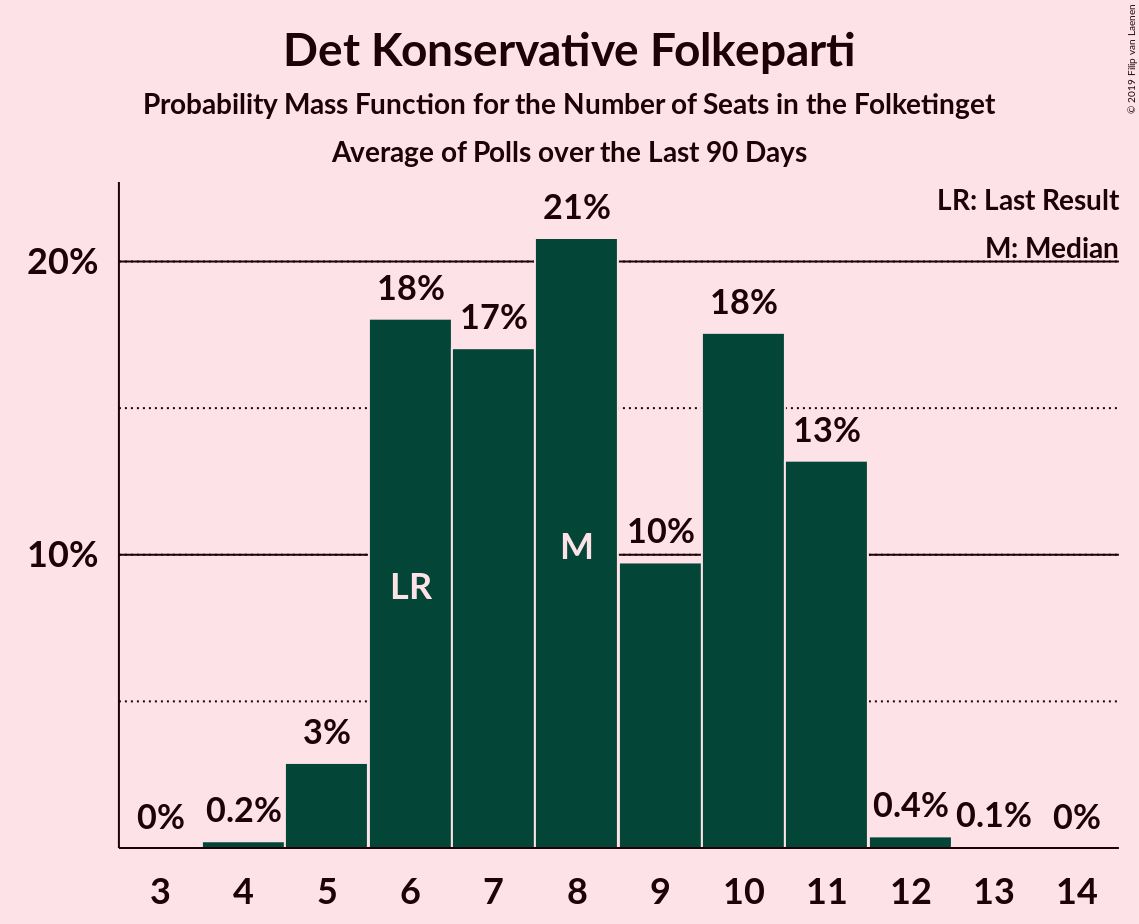 Det Konservative Folkeparti
Probability Mass Function for the Number of Seats in the Folketinget
Average of Polls over the Last 90 Days
© 2019 Filip van Laenen
LR: Last Result
M: Median
20%
10%
0%
0.2%
3%
18%
17%
21%
10%
18%
13%
0.4%
0.1%
0%
LR
M
3 4 5 6 7 8 9 10 11 12 13 14